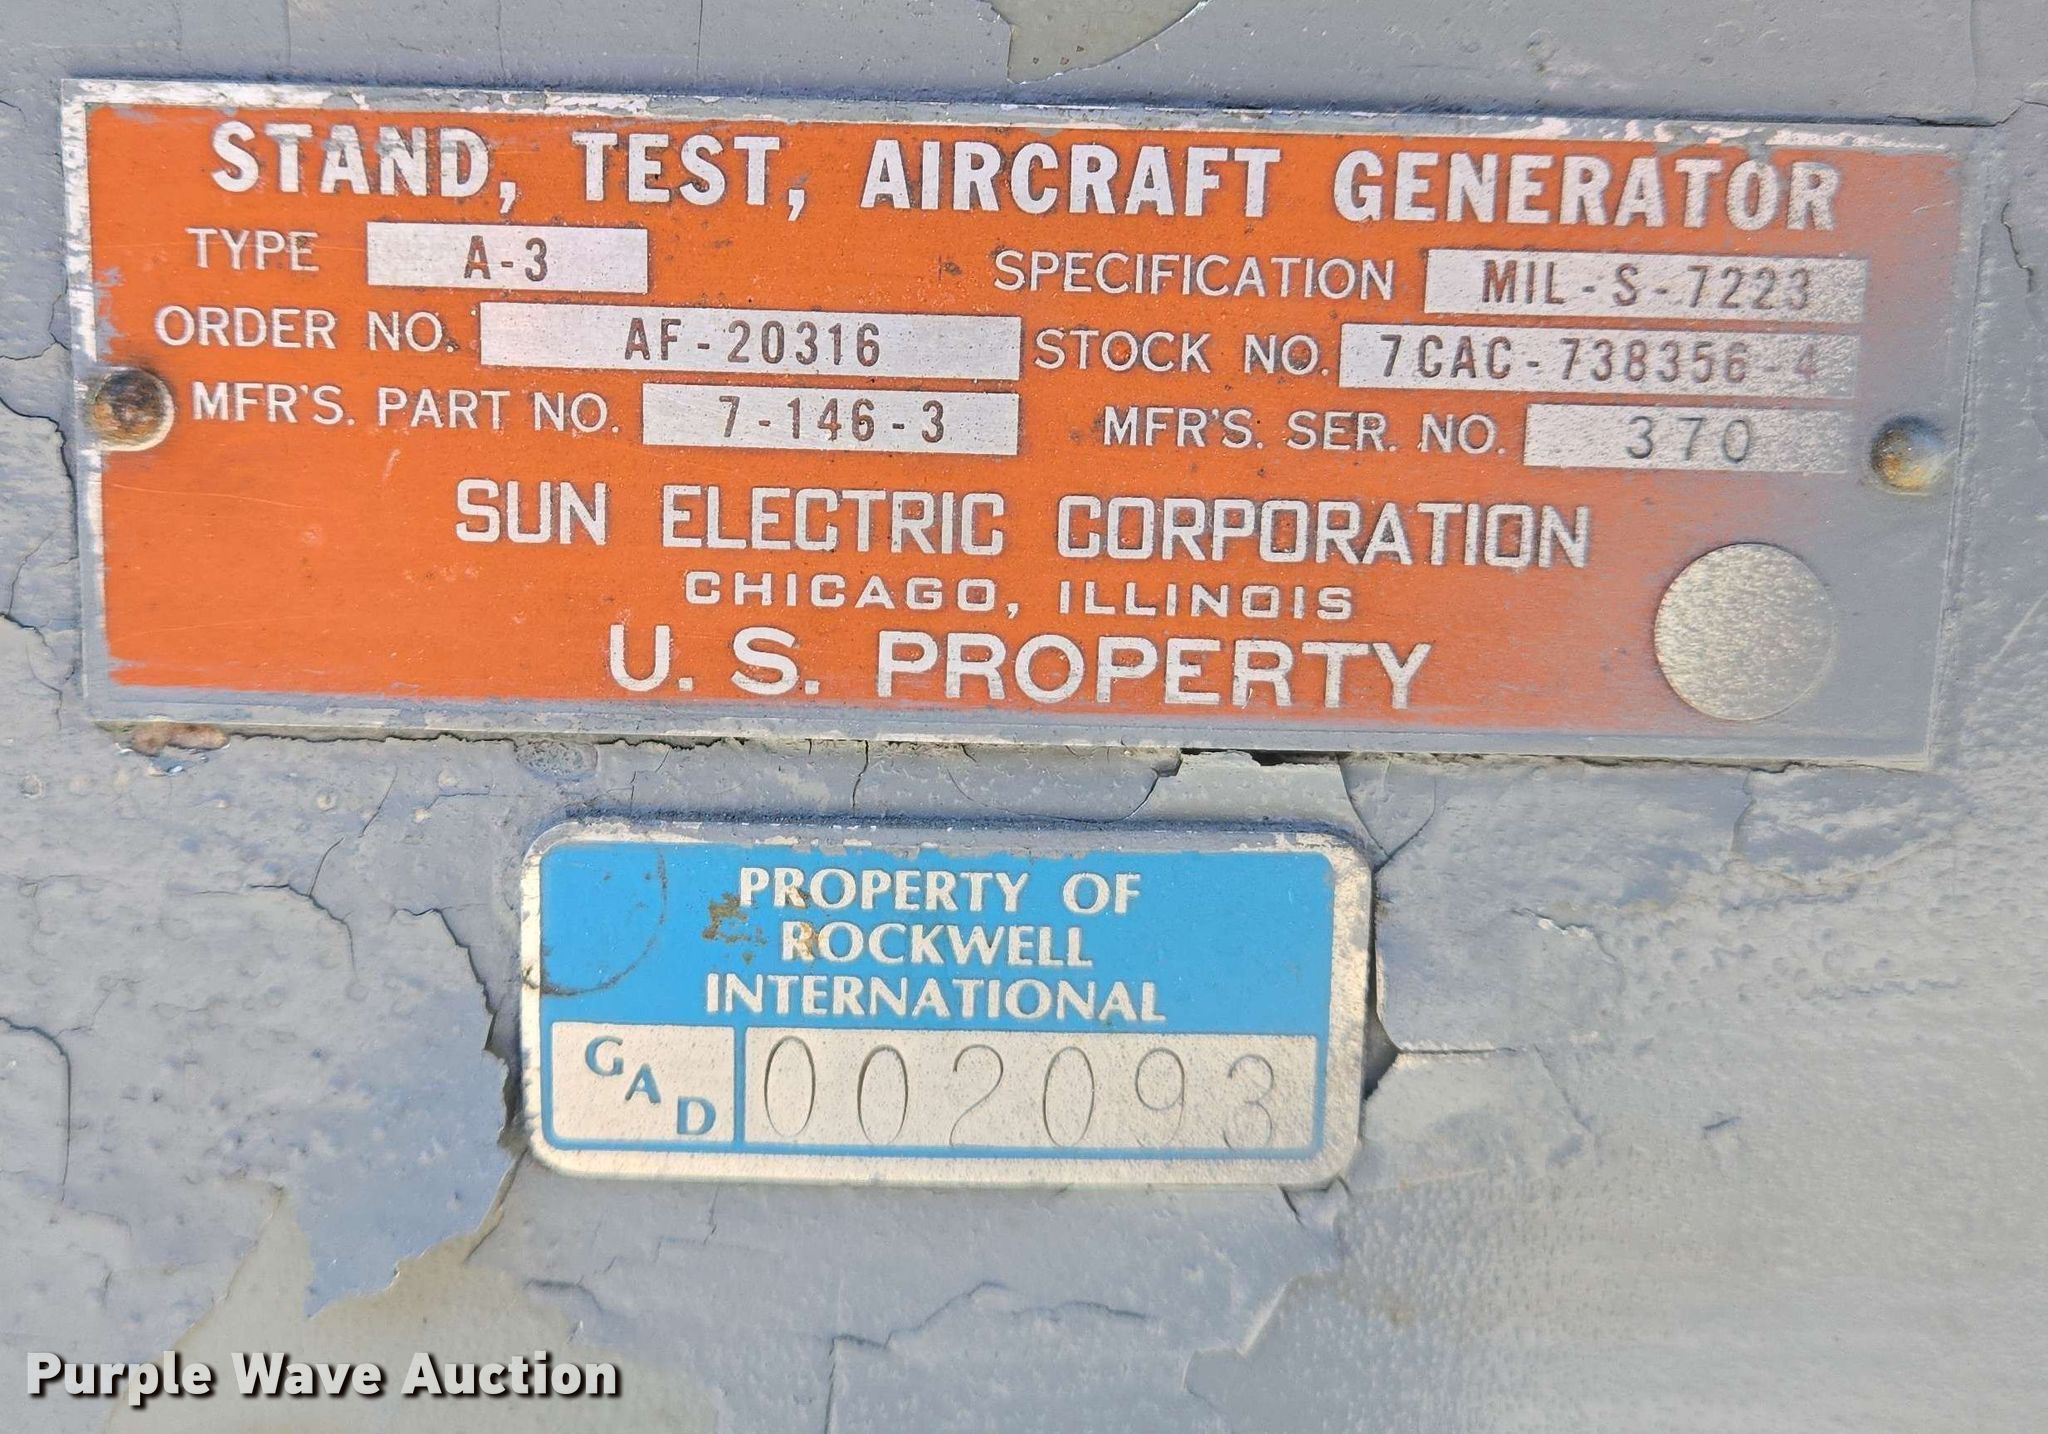 STAND, TEST, AIRCRAFT GENERATOR
TYPE A-3 SPECIFICATION MIL-S-7223
ORDER NO. AF-20316 STOCK NO. 7CAC-738356-4
MFR'S. PART NO. 7-146-3 MFR'S. SER. NO. 370
SUN ELECTRIC CORPORATION
CHICAGO, ILLINOIS
U. S. PROPERTY
PROPERTY OF
ROCKWELL
INTERNATIONAL
GAD 002093
Purple Wave Auction